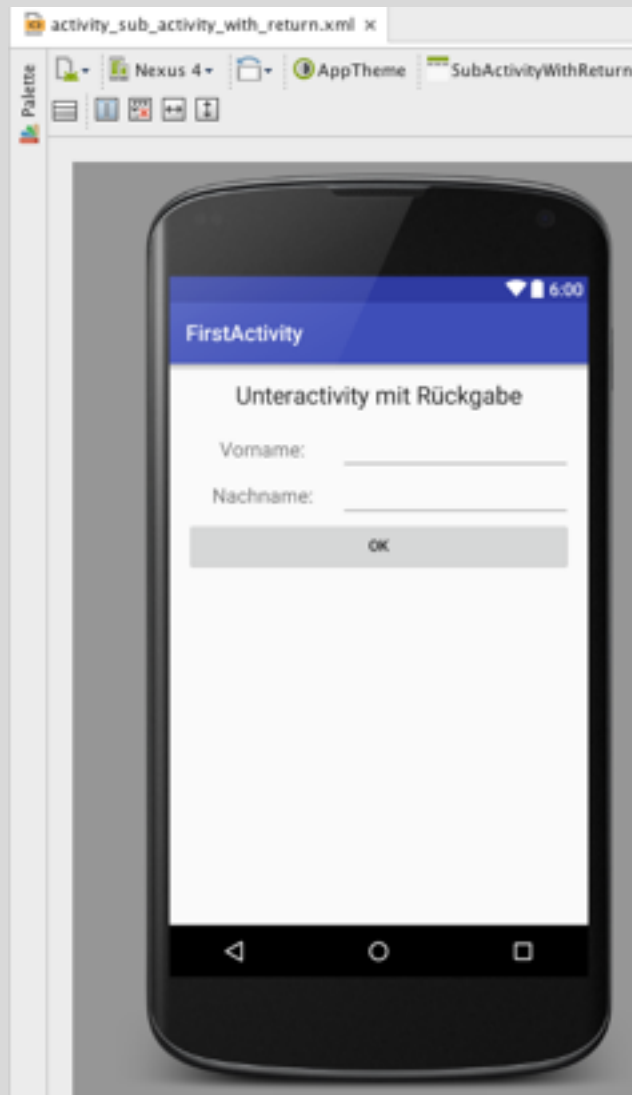 activity_sub_activity_with_return.xml ×
Palette
Nexus 4 AppTheme SubActivityWithReturn
6:00
FirstActivity
Unteractivity mit Rückgabe
Vorname:
Nachname:
OK